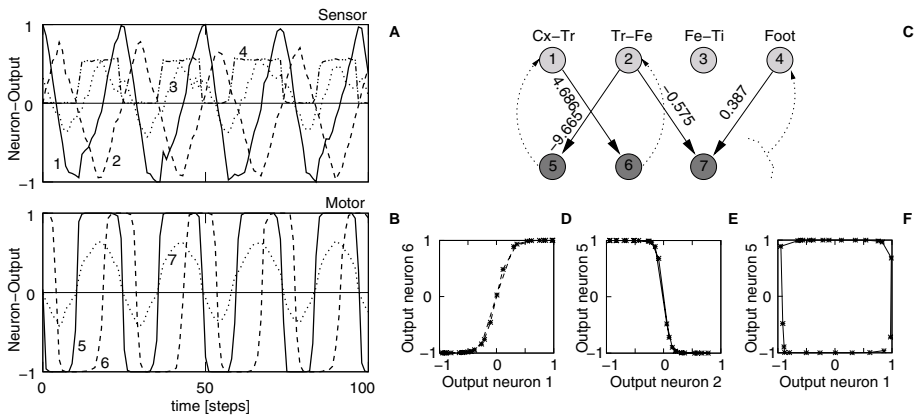 Sensor
A
1
0
−1
Neuron−Output
1
2
3
4
Motor
B
1
0
−1
Neuron−Output
5
6
7
0
50
100
time [steps]
C
Cx−Tr
Tr−Fe
Fe−Ti
Foot
1
2
3
4
4.686
−9.665
−0.575
0.387
5
6
7
D
Output neuron 6
1
0
−1
−1
0
1
Output neuron 1
E
Output neuron 5
1
0
−1
−1
0
1
Output neuron 2
F
Output neuron 5
1
0
−1
−1
0
1
Output neuron 1